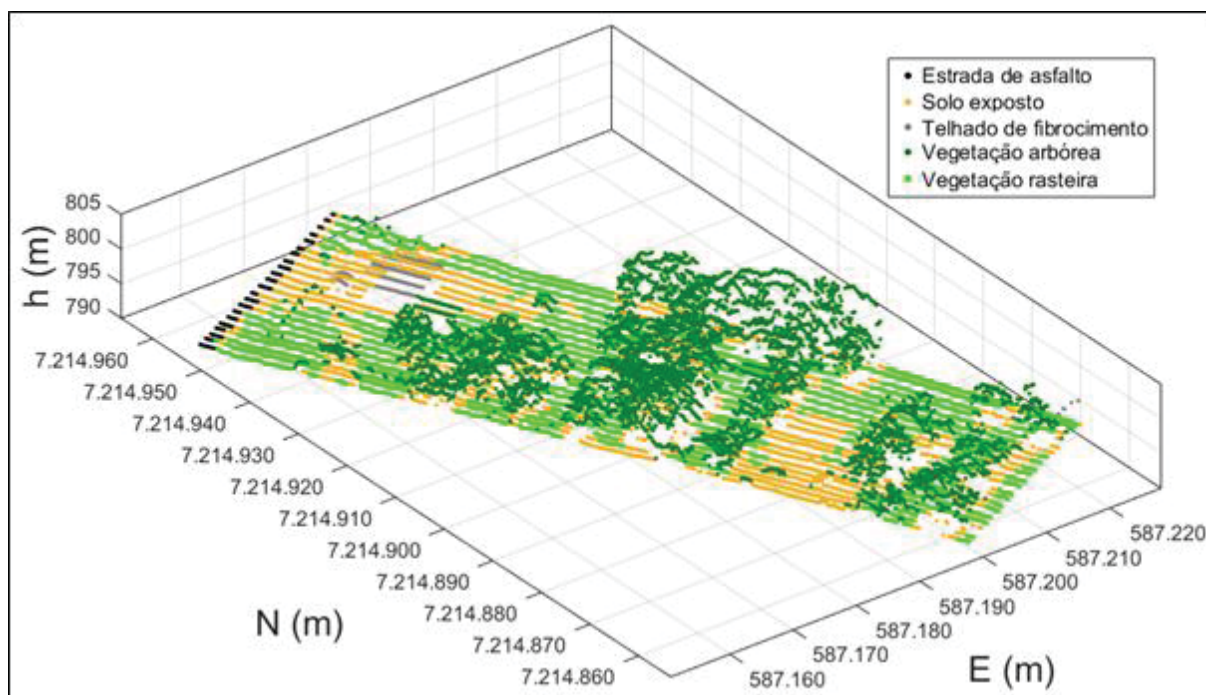 Estrada de asfalto
Solo exposto
Telhado de fibrocimento
Vegetação arbórea
Vegetação rasteira
805
800
795
790
h (m)
7.214.960
7.214.950
7.214.940
7.214.930
7.214.920
7.214.910
7.214.900
7.214.890
7.214.880
7.214.870
7.214.860
N (m)
587.220
587.210
587.200
587.190
587.180
587.170
587.160
E (m)